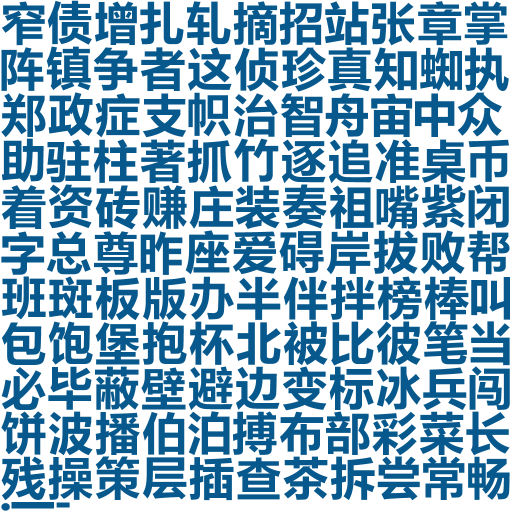 窄债增扎轧摘招站张章掌
阵镇争者这侦珍真知蜘执
郑政症支帜治智舟宙中众
助驻柱著抓竹逐追准桌币
着资砖赚庄装奏祖嘴紫闭
字总尊昨座爱碍岸拔败帮
班斑板版办半伴拌榜棒叫
包饱堡抱杯北被比彼笔当
必毕蔽壁避边变标冰兵闯
饼波播伯泊搏布部彩菜长
残操策层插查茶拆尝常畅